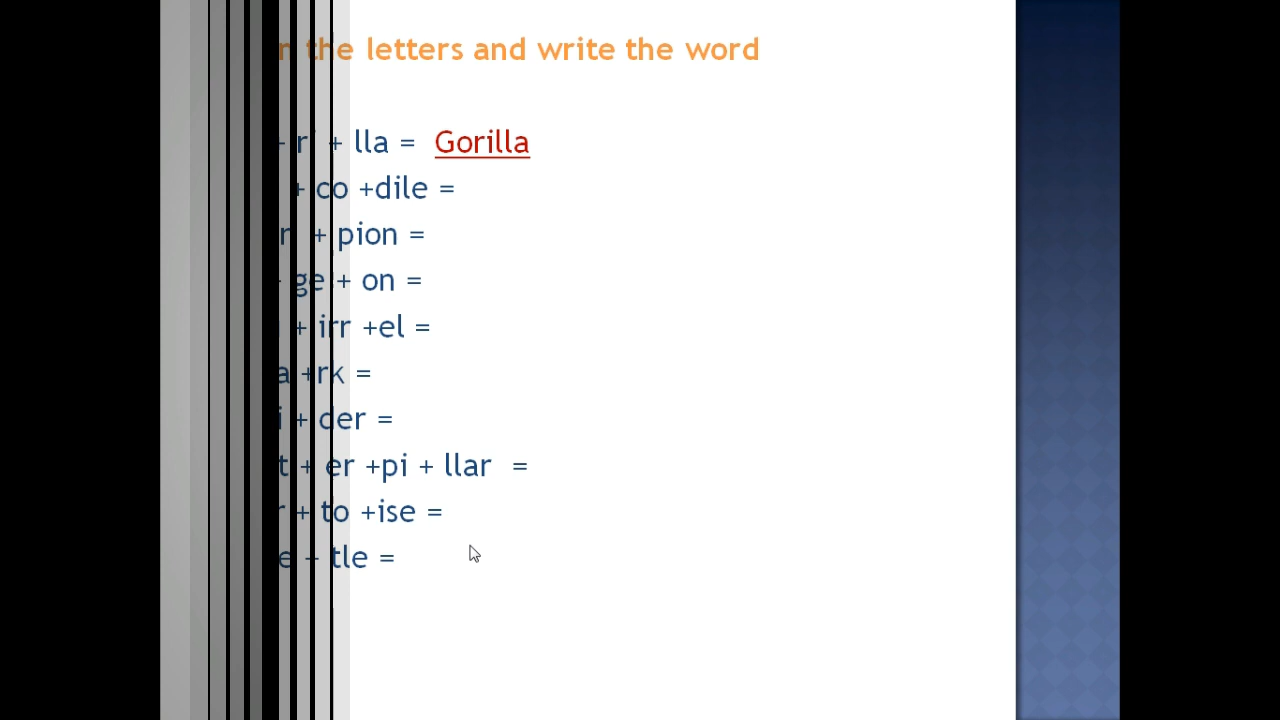 the letters and write the word
+ ri + lla = Gorilla
+ co +dile =
+ pion =
+ ge + on =
+ irr +el =
+rk =
+ der =
+ er +pi + llar =
+ to +ise =
+ tle =